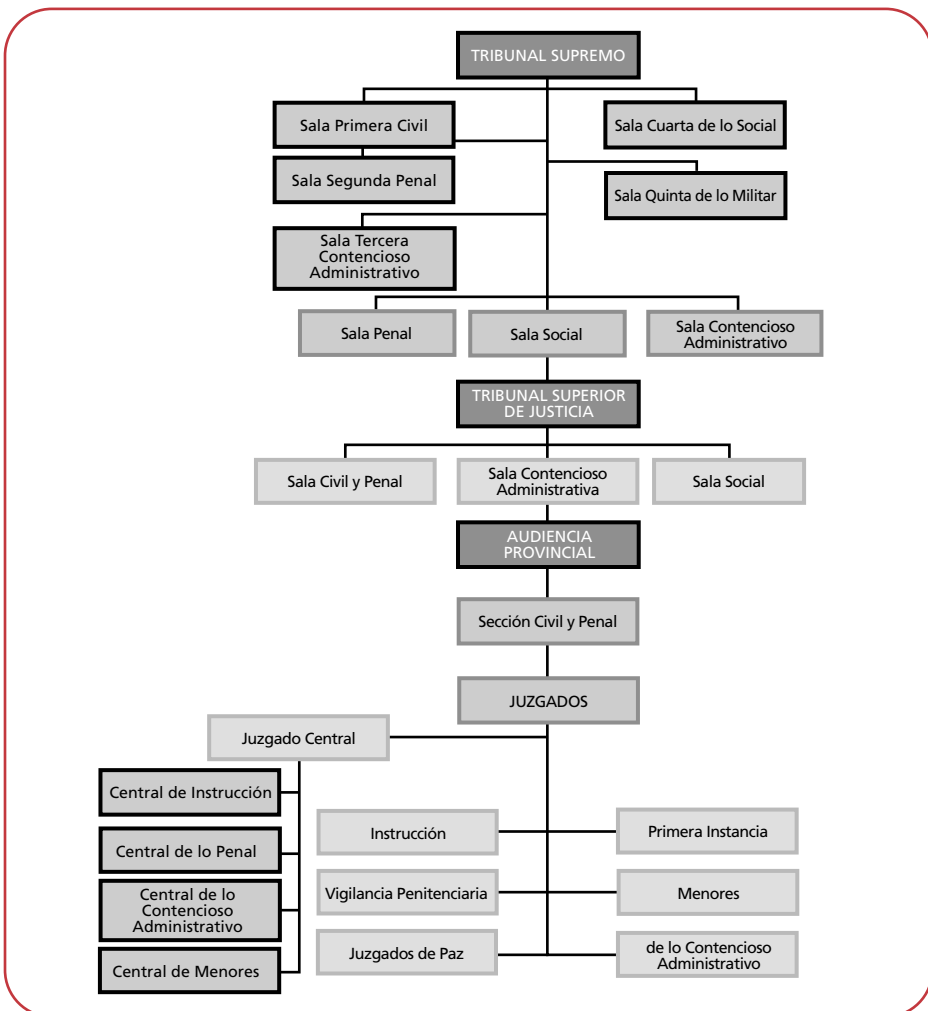 TRIBUNAL SUPREMO
Sala Primera Civil
Sala Cuarta de lo Social
Sala Segunda Penal
Sala Quinta de lo Militar
Sala Tercera
Contencioso
Administrativo
Sala Penal
Sala Social
Sala Contencioso
Administrativo
TRIBUNAL SUPERIOR
DE JUSTICIA
Sala Civil y Penal
Sala Contencioso
Administrativa
Sala Social
AUDIENCIA
PROVINCIAL
Sección Civil y Penal
JUZGADOS
Juzgado Central
Central de Instrucción
Central de lo Penal
Central de lo
Contencioso
Administrativo
Central de Menores
Instrucción
Primera Instancia
Vigilancia Penitenciaria
Menores
Juzgados de Paz
de lo Contencioso
Administrativo